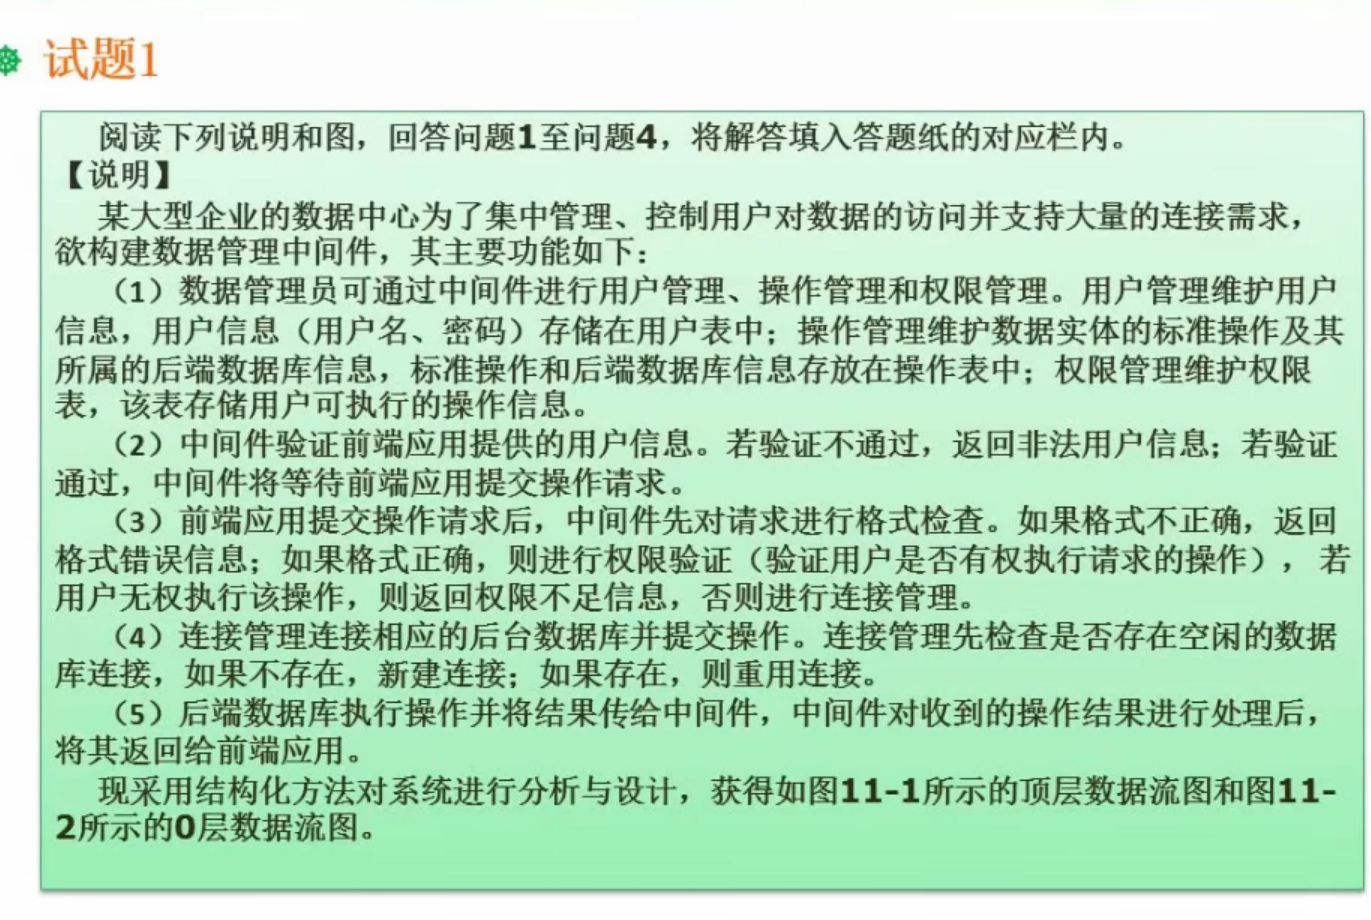 试题1
阅读下列说明和图，回答问题1至问题4，将解答填入答题纸的对应栏内。
【说明】
某大型企业的数据中心为了集中管理、控制用户对数据的访问并支持大量的连接需求，
欲构建数据管理中间件，其主要功能如下：
（1）数据管理员可通过中间件进行用户管理、操作管理和权限管理。用户管理维护用户
信息，用户信息（用户名、密码）存储在用户表中；操作管理维护数据实体的标准操作及其
所属的后端数据库信息，标准操作和后端数据库信息存放在操作表中；权限管理维护权限
表，该表存储用户可执行的操作信息。
（2）中间件验证前端应用提供的用户信息。若验证不通过，返回非法用户信息；若验证
通过，中间件将等待前端应用提交操作请求。
（3）前端应用提交操作请求后，中间件先对请求进行格式检查。如果格式不正确，返回
格式错误信息；如果格式正确，则进行权限验证（验证用户是否有权执行请求的操作），若
用户无权执行该操作，则返回权限不足信息，否则进行连接管理。
（4）连接管理连接相应的后台数据库并提交操作。连接管理先检查是否存在空闲的数据
库连接，如果不存在，新建连接；如果存在，则重用连接。
（5）后端数据库执行操作并将结果传给中间件，中间件对收到的操作结果进行处理后，
将其返回给前端应用。
现采用结构化方法对系统进行分析与设计，获得如图11-1所示的顶层数据流图和图11-
2所示的0层数据流图。